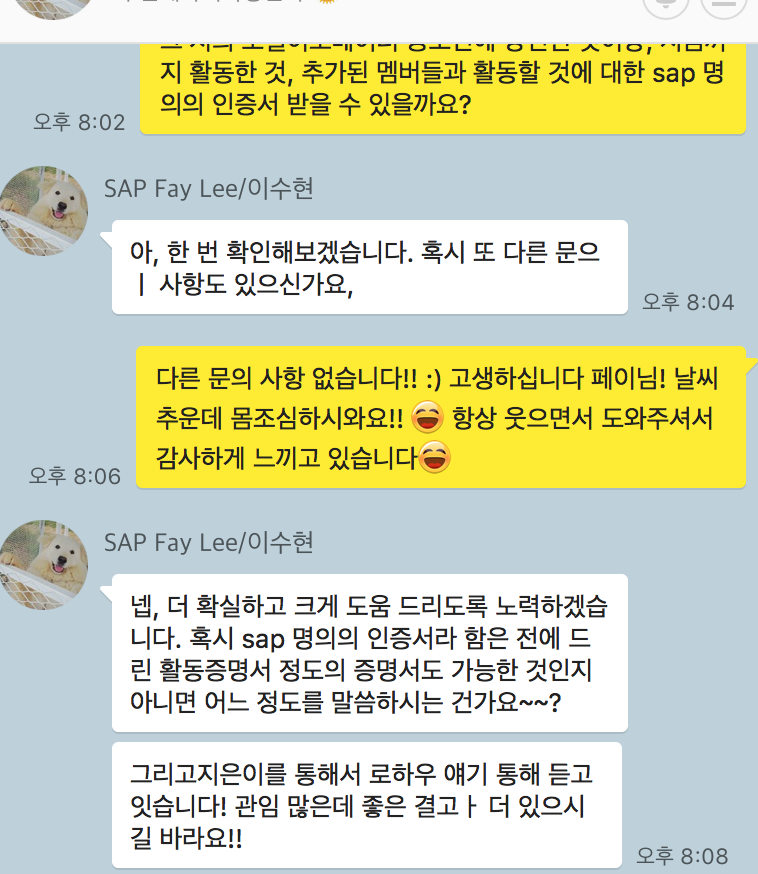 지 활동한 것, 추가된 멤버들과 활동할 것에 대한 sap 명
의의 인증서 받을 수 있을까요?
오후 8:02
SAP Fay Lee/이수현
아, 한 번 확인해보겠습니다. 혹시 또 다른 문으
ㅣ 사항도 있으신가요,
오후 8:04
다른 문의 사항 없습니다!! :) 고생하십니다 페이님! 날씨
추운데 몸조심하시와요!! 😄 항상 웃으면서 도와주셔서
감사하게 느끼고 있습니다😄
오후 8:06
SAP Fay Lee/이수현
넵, 더 확실하고 크게 도움 드리도록 노력하겠습
니다. 혹시 sap 명의의 인증서라 함은 전에 드
린 활동증명서 정도의 증명서도 가능한 것인지
아니면 어느 정도를 말씀하시는 건가요~~?
그리고지은이를 통해서 로하우 얘기 통해 듣고
잇습니다! 관임 많은데 좋은 결고ㅏ 더 있으시
길 바라요!!
오후 8:08